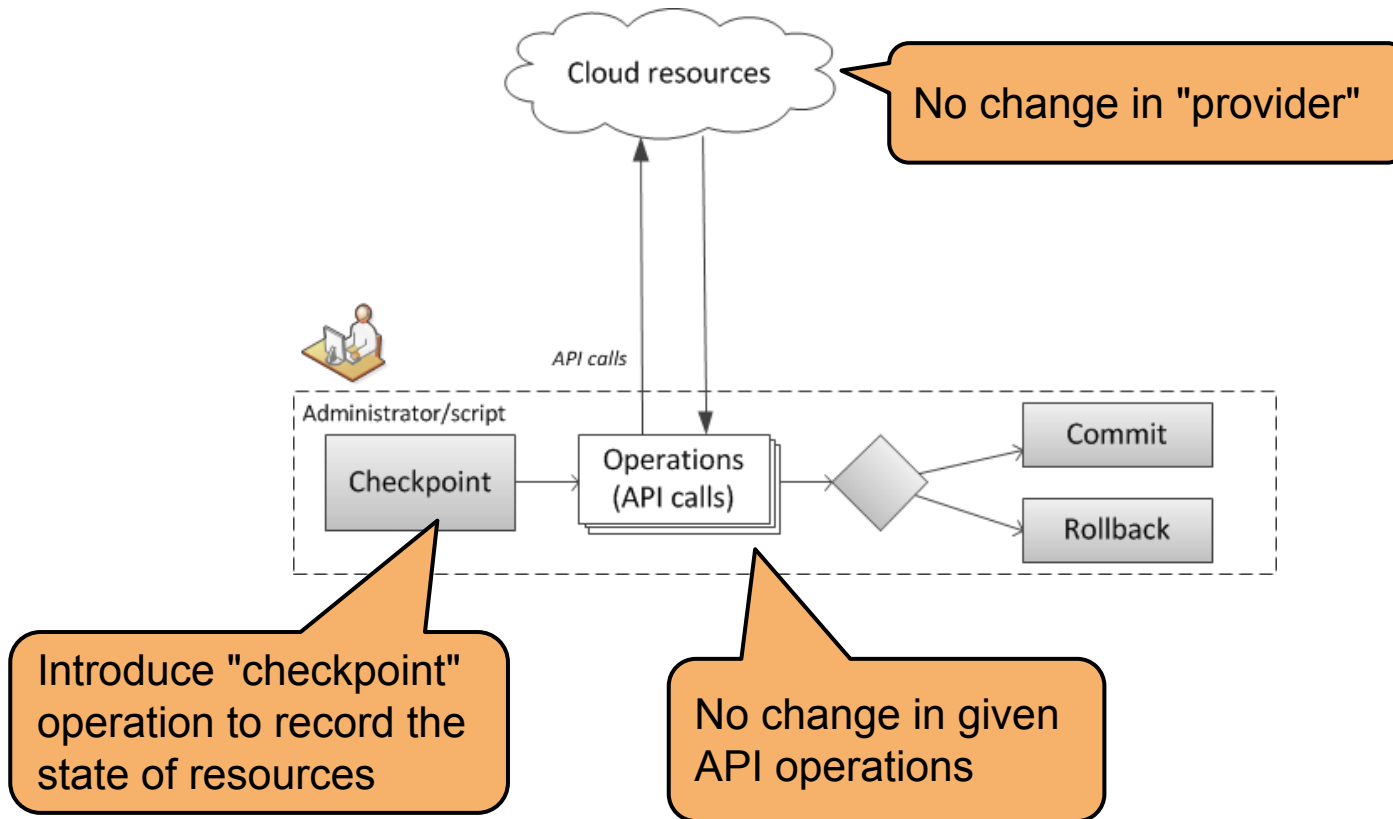 Cloud resources
No change in "provider"
API calls
Administrator/script
Checkpoint
Operations
(API calls)
Commit
Rollback
Introduce "checkpoint"
operation to record the
state of resources
No change in given
API operations